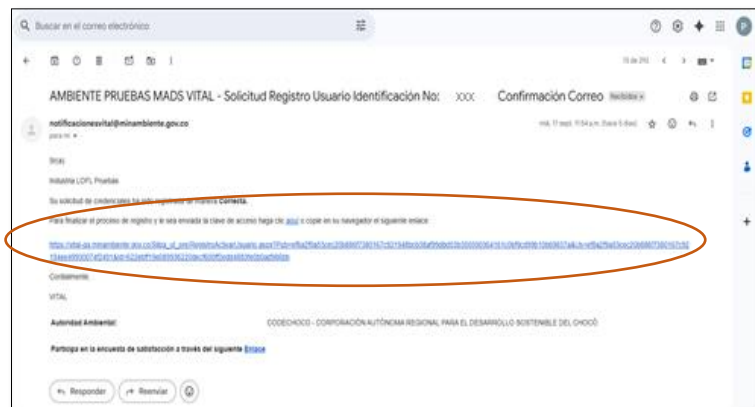 Buscar en el correo electrónico
AMBIENTE PRUEBAS MADS VITAL - Solicitud Registro Usuario Identificación No: XXX Confirmación Correo Recibidos
P
notificacionesvital@minambiente.gov.co
para mí
Industria LOFL Pruebas
Su solicitud de credenciales ha sido registrada de manera Correcta.
Para finalizar el proceso de registro y le sea enviada la clave de acceso haga clic aquí o copie en su navegador el siguiente enlace:
Cordialmente,
VITAL
Autoridad Ambiental: CODECHOCO - CORPORACIÓN AUTÓNOMA REGIONAL PARA EL DESARROLLO SOSTENIBLE DEL CHOCÓ
Participa en la encuesta de satisfacción a través del siguiente Enlace
Responder Reenviar